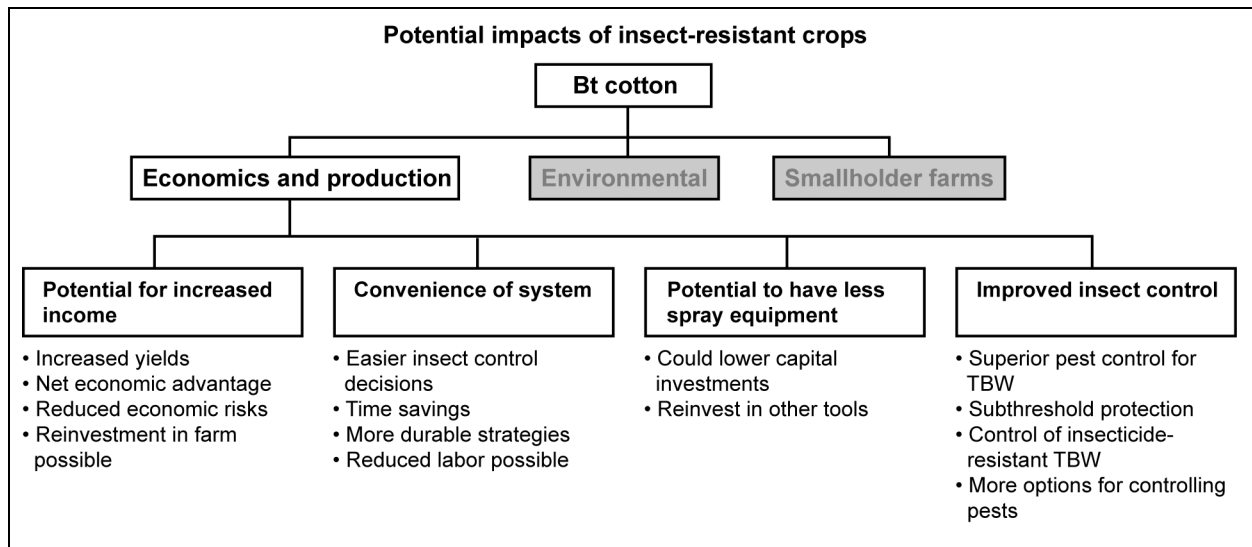 Potential impacts of insect-resistant crops
Bt cotton
Economics and production
Environmental
Smallholder farms
Potential for increased
income
• Increased yields
• Net economic advantage
• Reduced economic risks
• Reinvestment in farm
possible
Convenience of system
• Easier insect control
decisions
• Time savings
• More durable strategies
• Reduced labor possible
Potential to have less
spray equipment
• Could lower capital
investments
• Reinvest in other tools
Improved insect control
• Superior pest control for
TBW
• Subthreshold protection
• Control of insecticide-
resistant TBW
• More options for controlling
pests